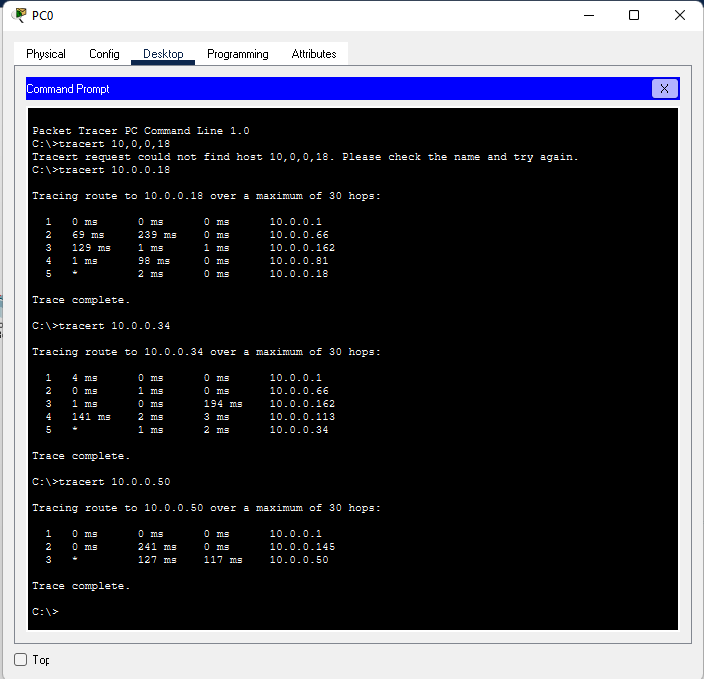 PC0
Physical Config Desktop Programming Attributes
Command Prompt
X
Packet Tracer PC Command Line 1.0
C:\>tracert 10,0,0,18
Tracert request could not find host 10,0,0,18. Please check the name and try again.
C:\>tracert 10.0.0.18
Tracing route to 10.0.0.18 over a maximum of 30 hops:
1 0 ms 0 ms 0 ms 10.0.0.1
2 69 ms 239 ms 0 ms 10.0.0.66
3 129 ms 1 ms 1 ms 10.0.0.162
4 1 ms 98 ms 0 ms 10.0.0.81
5 * 2 ms 0 ms 10.0.0.18
Trace complete.
C:\>tracert 10.0.0.34
Tracing route to 10.0.0.34 over a maximum of 30 hops:
1 4 ms 0 ms 0 ms 10.0.0.1
2 0 ms 1 ms 0 ms 10.0.0.66
3 1 ms 0 ms 194 ms 10.0.0.162
4 141 ms 2 ms 3 ms 10.0.0.113
5 * 1 ms 2 ms 10.0.0.34
Trace complete.
C:\>tracert 10.0.0.50
Tracing route to 10.0.0.50 over a maximum of 30 hops:
1 0 ms 0 ms 0 ms 10.0.0.1
2 0 ms 241 ms 0 ms 10.0.0.145
3 * 127 ms 117 ms 10.0.0.50
Trace complete.
C:\>
Top